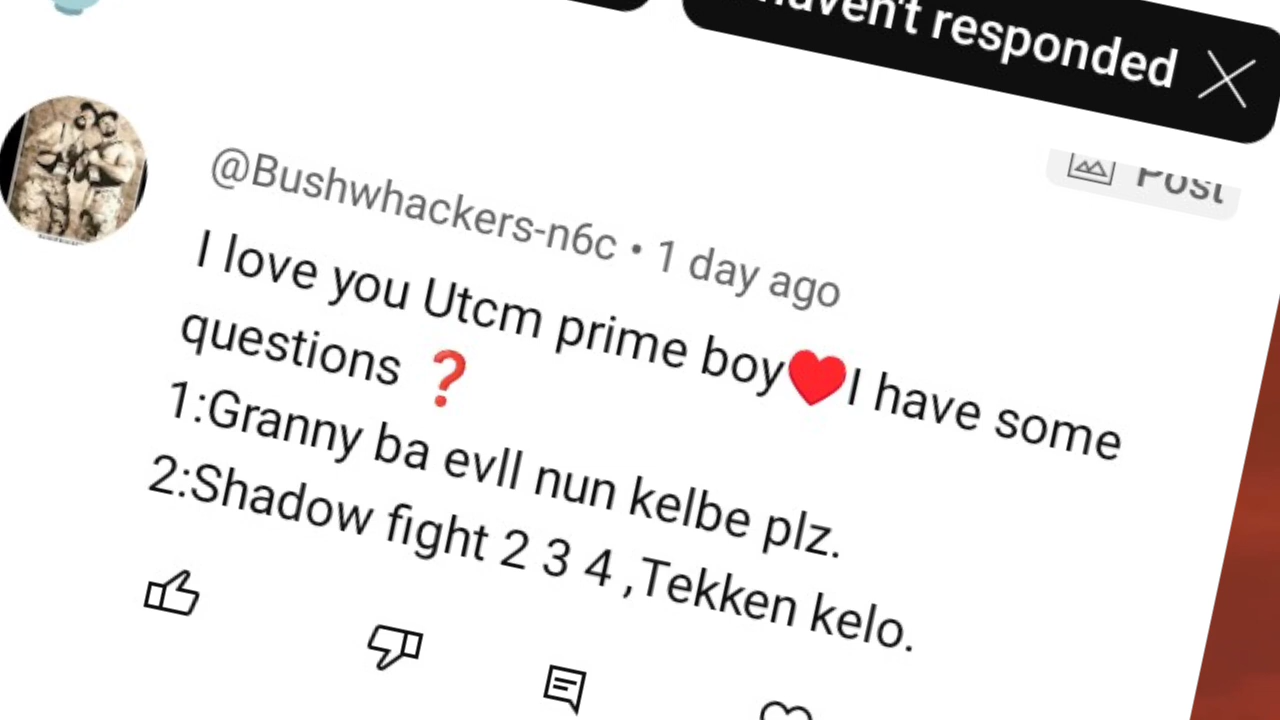 haven't responded
Post
@Bushwhackers-n6c • 1 day ago
I love you Utcm prime boy❤️I have some
questions ❓
1:Granny ba evll nun kelbe plz.
2:Shadow fight 2 3 4 ,Tekken kelo.